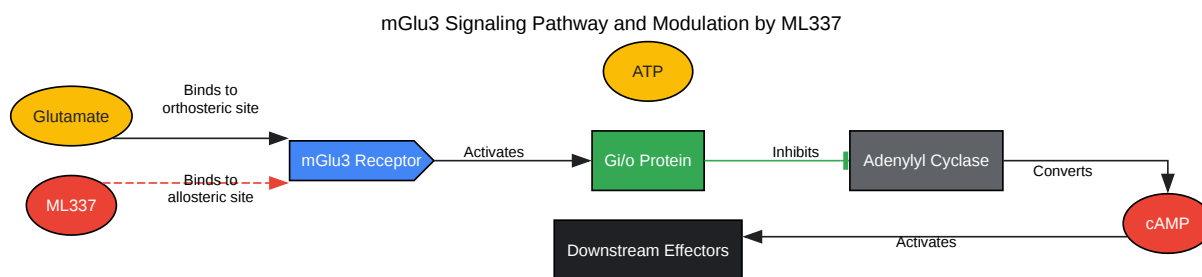 mGlu3 Signaling Pathway and Modulation by ML337
ATP
Glutamate
Binds to
orthosteric site
mGlu3 Receptor
Activates
Gi/o Protein
Inhibits
Adenylyl Cyclase
Converts
ML337
Binds to
allosteric site
cAMP
Activates
Downstream Effectors